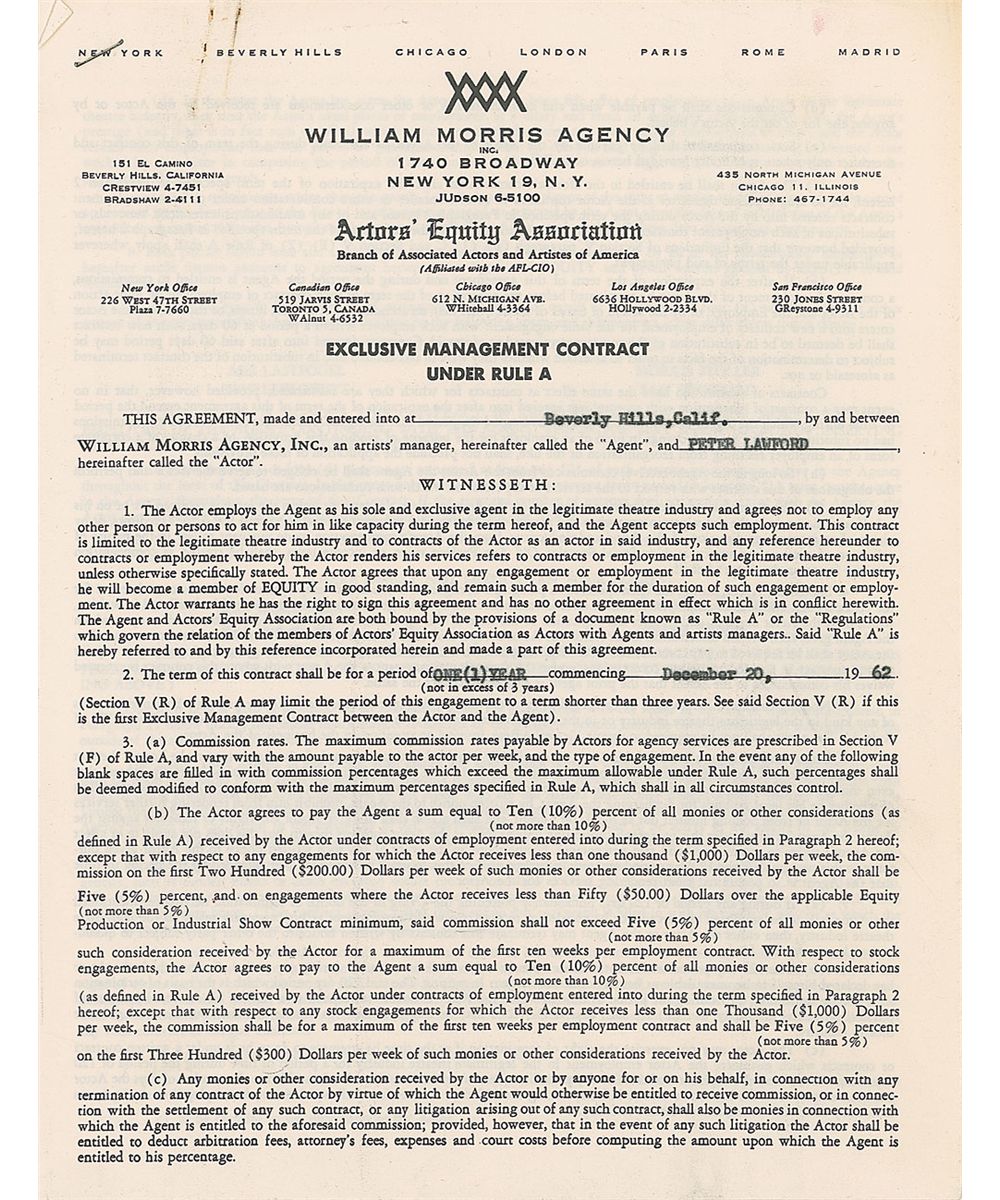 NEW YORK BEVERLY HILLS CHICAGO LONDON PARIS ROME MADRID
WILLIAM MORRIS AGENCY
INC.
1740 BROADWAY
NEW YORK 19, N. Y.
JUDSON 6-5100
151 EL CAMINO
BEVERLY HILLS, CALIFORNIA
CRESTVIEW 4-7451
BRADSHAW 2-4111
435 NORTH MICHIGAN AVENUE
CHICAGO 11, ILLINOIS
PHONE: 467-1744
Actors' Equity Association
Branch of Associated Actors and Artistes of America
(Affiliated with the AFL-CIO)
New York Office
226 WEST 47TH STREET
Plaza 7-7660
Canadian Office
519 JARVIS STREET
TORONTO 5, CANADA
WAlnut 4-6532
Chicago Office
612 N. MICHIGAN AVE.
WHitehall 4-3364
Los Angeles Office
6636 HOLLYWOOD BLVD.
HOllywood 2-2334
San Francisco Office
230 JONES STREET
GReystone 4-9311
EXCLUSIVE MANAGEMENT CONTRACT
UNDER RULE A
THIS AGREEMENT, made and entered into at Beverly Hills,Calif. , by and between
WILLIAM MORRIS AGENCY, INC., an artists' manager, hereinafter called the "Agent", and PETER LAWFORD ,
hereinafter called the "Actor".
WITNESSETH:
1. The Actor employs the Agent as his sole and exclusive agent in the legitimate theatre industry and agrees not to employ any
other person or persons to act for him in like capacity during the term hereof, and the Agent accepts such employment. This contract
is limited to the legitimate theatre industry and to contracts of the Actor as an actor in said industry, and any reference hereunder to
contracts or employment whereby the Actor renders his services refers to contracts or employment in the legitimate theatre industry,
unless otherwise specifically stated. The Actor agrees that upon any engagement or employment in the legitimate theatre industry,
he will become a member of EQUITY in good standing, and remain such a member for the duration of such engagement or employ-
ment. The Actor warrants he has the right to sign this agreement and has no other agreement in effect which is in conflict herewith.
The Agent and Actors' Equity Association are both bound by the provisions of a document known as "Rule A" or the "Regulations"
which govern the relation of the members of Actors' Equity Association as Actors with Agents and artists managers.. Said "Rule A" is
hereby referred to and by this reference incorporated herein and made a part of this agreement.
2. The term of this contract shall be for a period of ONE(1)YEAR commencing December 20, 19 62.
(not in excess of 3 years)
(Section V (R) of Rule A may limit the period of this engagement to a term shorter than three years. See said Section V (R) if this
is the first Exclusive Management Contract between the Actor and the Agent).
3. (a) Commission rates. The maximum commission rates payable by Actors for agency services are prescribed in Section V
(F) of Rule A, and vary with the amount payable to the actor per week, and the type of engagement. In the event any of the following
blank spaces are filled in with commission percentages which exceed the maximum allowable under Rule A, such percentages shall
be deemed modified to conform with the maximum percentages specified in Rule A, which shall in all circumstances control.
(b) The Actor agrees to pay the Agent a sum equal to Ten (10%) percent of all monies or other considerations (as
(not more than 10%)
defined in Rule A) received by the Actor under contracts of employment entered into during the term specified in Paragraph 2 hereof;
except that with respect to any engagements for which the Actor receives less than one thousand ($1,000) Dollars per week, the com-
mission on the first Two Hundred ($200.00) Dollars per week of such monies or other considerations received by the Actor shall be
Five (5%) percent, and on engagements where the Actor receives less than Fifty ($50.00) Dollars over the applicable Equity
(not more than 5%)
Production or Industrial Show Contract minimum, said commission shall not exceed Five (5%) percent of all monies or other
(not more than 5%)
such consideration received by the Actor for a maximum of the first ten weeks per employment contract. With respect to stock
engagements, the Actor agrees to pay to the Agent a sum equal to Ten (10%) percent of all monies or other considerations
(not more than 10%)
(as defined in Rule A) received by the Actor under contracts of employment entered into during the term specified in Paragraph 2
hereof; except that with respect to any stock engagements for which the Actor receives less than one Thousand ($1,000) Dollars
per week, the commission shall be for a maximum of the first ten weeks per employment contract and shall be Five (5%) percent
(not more than 5%)
on the first Three Hundred ($300) Dollars per week of such monies or other considerations received by the Actor.
(c) Any monies or other consideration received by the Actor or by anyone for or on his behalf, in connection with any
termination of any contract of the Actor by virtue of which the Agent would otherwise be entitled to receive commission, or in connec-
tion with the settlement of any such contract, or any litigation arising out of any such contract, shall also be monies in connection with
which the Agent is entitled to the aforesaid commission; provided, however, that in the event of any such litigation the Actor shall be
entitled to deduct arbitration fees, attorney's fees, expenses and court costs before computing the amount upon which the Agent is
entitled to his percentage.